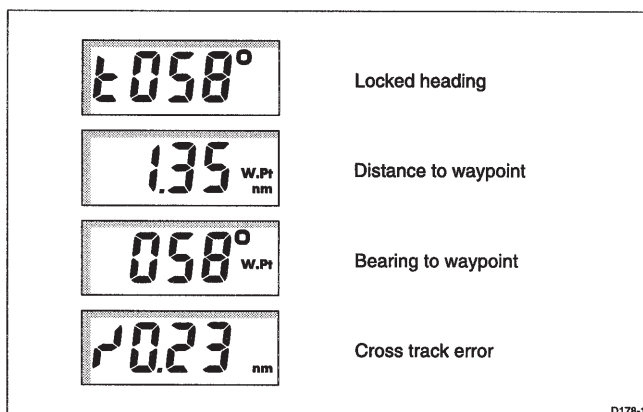 t058°
Locked heading
1.35 W.Pt
nm
Distance to waypoint
058° W.Pt
Bearing to waypoint
0.23 nm
Cross track error